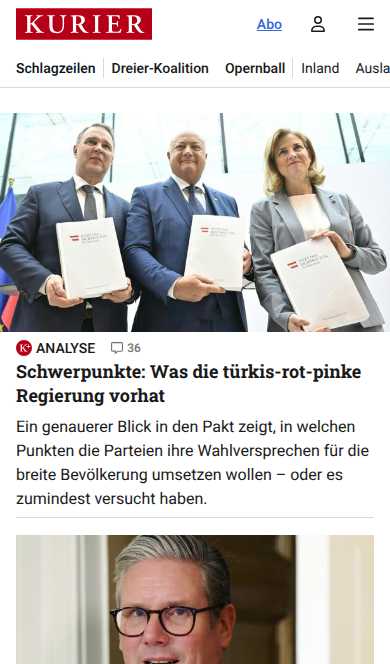 KURIER
Abo
Schlagzeilen Dreier-Koalition Opernball Inland Ausla
K+ ANALYSE 36
Schwerpunkte: Was die türkis-rot-pinke
Regierung vorhat
Ein genauerer Blick in den Pakt zeigt, in welchen
Punkten die Parteien ihre Wahlversprechen für die
breite Bevölkerung umsetzen wollen – oder es
zumindest versucht haben.